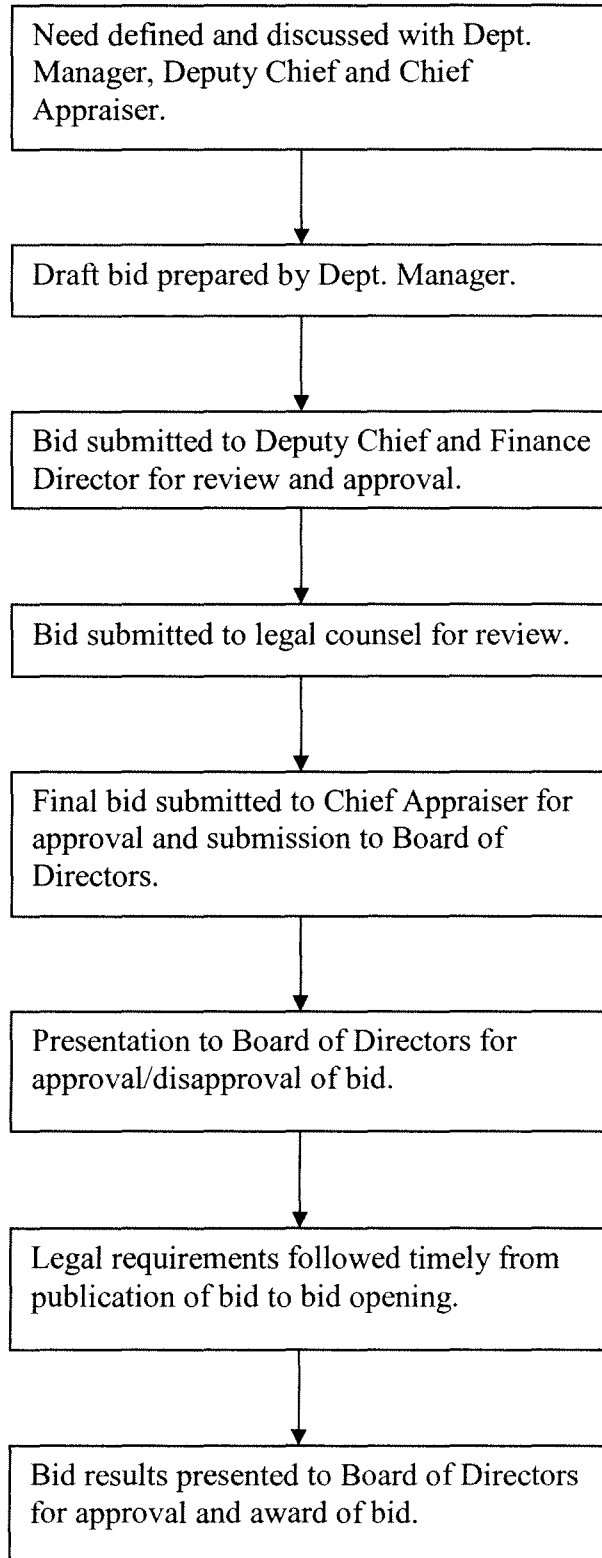 Need defined and discussed with Dept.
Manager, Deputy Chief and Chief
Appraiser.
Draft bid prepared by Dept. Manager.
Bid submitted to Deputy Chief and Finance
Director for review and approval.
Bid submitted to legal counsel for review.
Final bid submitted to Chief Appraiser for
approval and submission to Board of
Directors.
Presentation to Board of Directors for
approval/disapproval of bid.
Legal requirements followed timely from
publication of bid to bid opening.
Bid results presented to Board of Directors
for approval and award of bid.